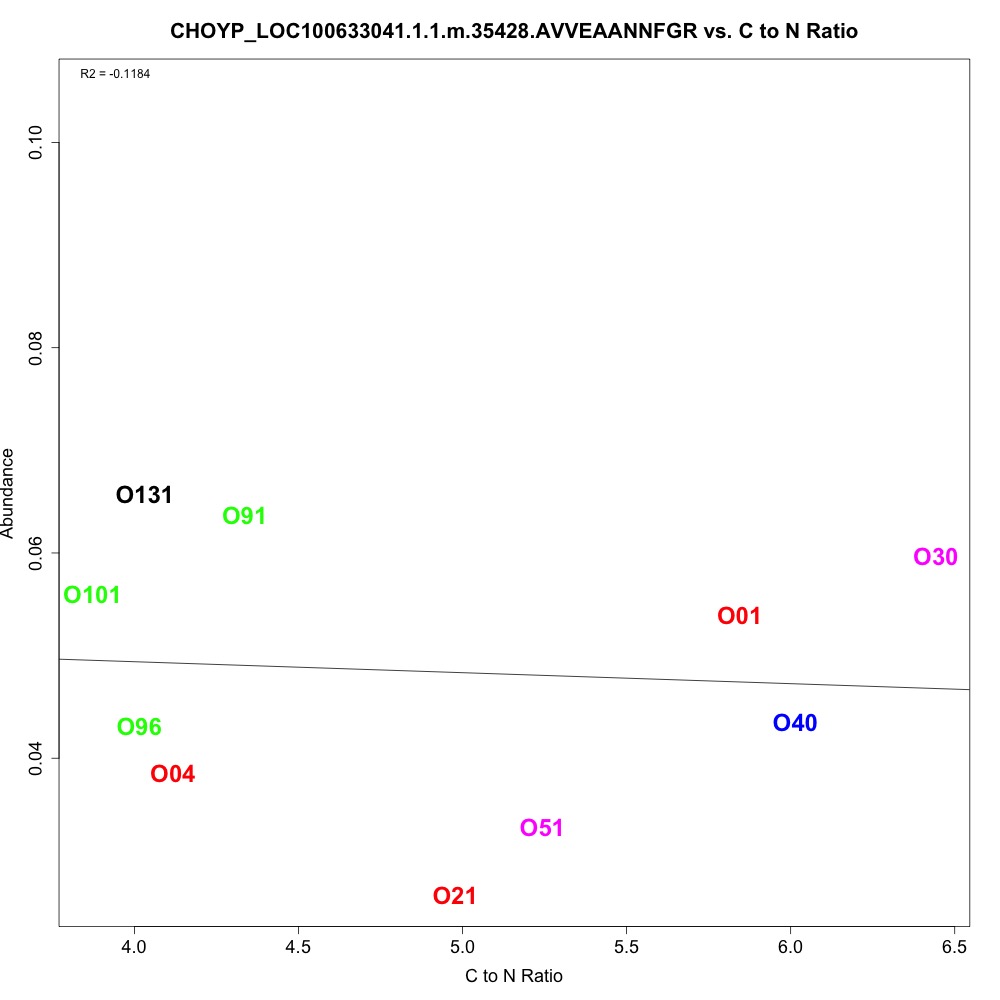 CHOYP_LOC100633041.1.1.m.35428.AVVEAANNFGR vs. C to N Ratio
R2 = -0.1184
0.10
0.08
0.06
0.04
Abundance
O131
O91
O30
O101
O01
O96
O40
O04
O51
O21
4.0 4.5 5.0 5.5 6.0 6.5
C to N Ratio